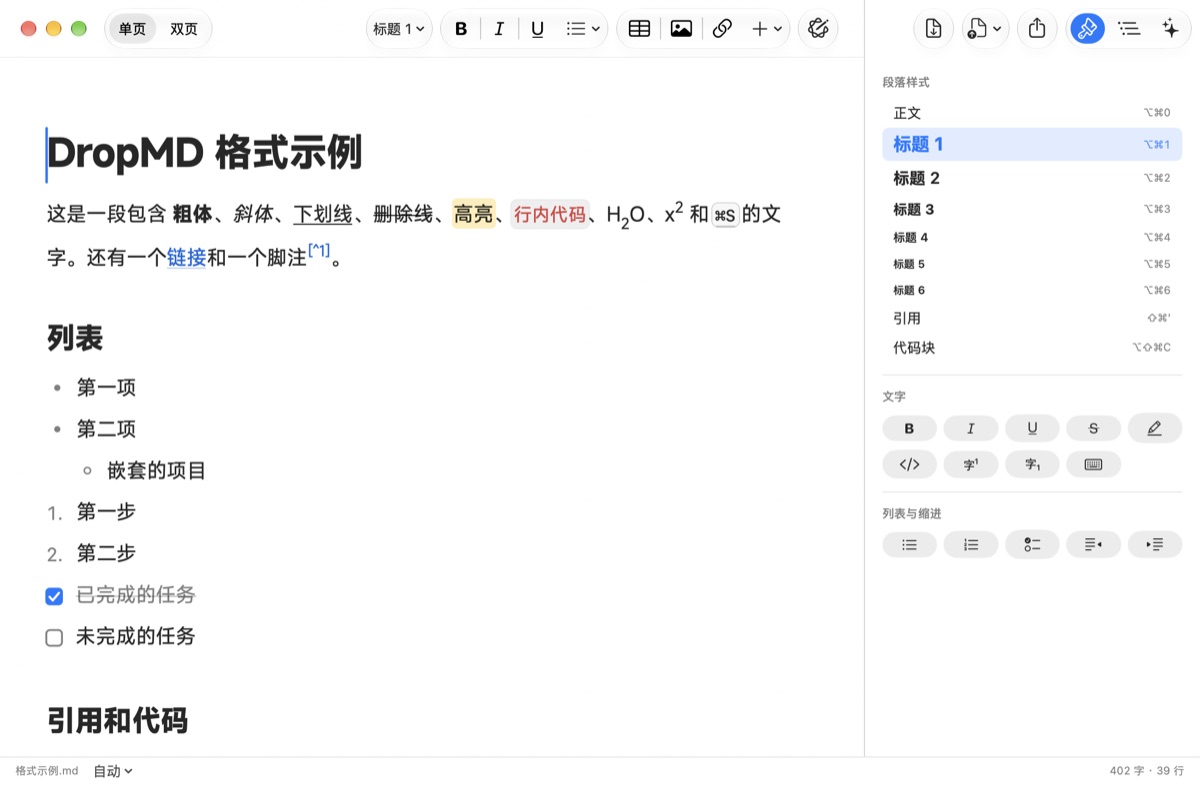 单页 双页 标题 1 B I U
段落样式
正文 ⌥⌘0
标题 1 ⌥⌘1
标题 2 ⌥⌘2
标题 3 ⌥⌘3
标题 4 ⌥⌘4
标题 5 ⌥⌘5
标题 6 ⌥⌘6
引用 ⇧⌘'
代码块 ⌥⇧⌘C
文字
B I U S
</> 字¹ 字₁
列表与缩进
DropMD 格式示例
这是一段包含 粗体、斜体、下划线、删除线、高亮、行内代码、H₂O、x² 和 ⌘S 的文
字。还有一个链接和一个脚注[^1]。
列表
• 第一项
• 第二项
◦ 嵌套的项目
1. 第一步
2. 第二步
已完成的任务
未完成的任务
引用和代码
格式示例.md 自动 402 字 · 39 行